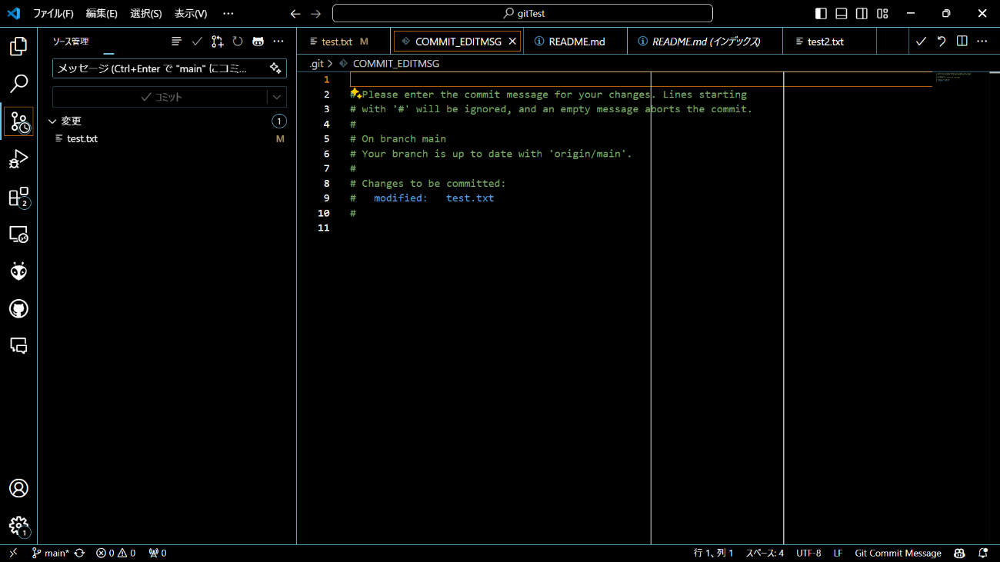 ファイル(F) 編集(E) 選択(S) 表示(V) ··· gitTest
ソース管理
メッセージ (Ctrl+Enter で "main" にコミ...
コミット
変更 1
test.txt M
2
1
test.txt M COMMIT_EDITMSG README.md README.md (インデックス) test2.txt
.git > COMMIT_EDITMSG
1
2 # Please enter the commit message for your changes. Lines starting
3 # with '#' will be ignored, and an empty message aborts the commit.
4 #
5 # On branch main
6 # Your branch is up to date with 'origin/main'.
7 #
8 # Changes to be committed:
9 # modified: test.txt
10 #
11
main* 0 0 0 行 1、列 1 スペース: 4 UTF-8 LF Git Commit Message